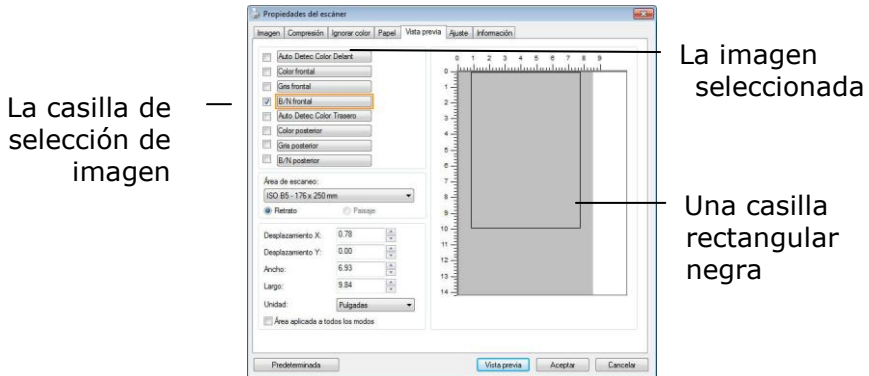 Propiedades del escáner
Imagen Compresión Ignorar color Papel Vista previa Ajuste Información
Auto Detec Color Delant
Color frontal
Gris frontal
B/N frontal
Auto Detec Color Trasero
Color posterior
Gris posterior
B/N posterior
Área de escaneo:
ISO B5 - 176 x 250 mm
Retrato Paisaje
Desplazamiento X: 0.78
Desplazamiento Y: 0.00
Ancho: 6.93
Largo: 9.84
Unidad: Pulgadas
Área aplicada a todos los modos
0 1 2 3 4 5 6 7 8 9
0
1
2
3
4
5
6
7
8
9
10
11
12
13
14
Predeterminada Vista previa Aceptar Cancelar
La casilla de
selección de
imagen
La imagen
seleccionada
Una casilla
rectangular
negra